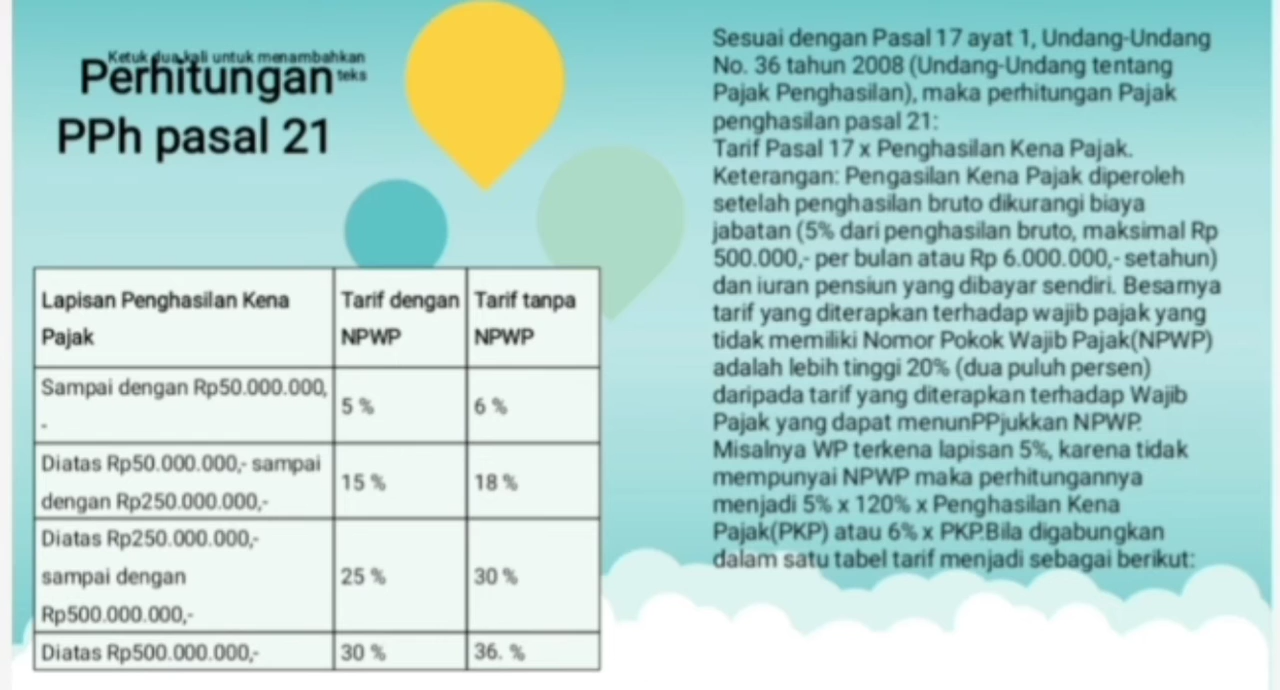 Ketuk dua kali untuk menambahkan
teks
Perhitungan
PPh pasal 21
Lapisan Penghasilan Kena
Pajak
Tarif dengan
NPWP
Tarif tanpa
NPWP
Sampai dengan Rp50.000.000,
-
5 %
6 %
Diatas Rp50.000.000,- sampai
dengan Rp250.000.000,-
15 %
18 %
Diatas Rp250.000.000,-
sampai dengan
Rp500.000.000,-
25 %
30 %
Diatas Rp500.000.000,-
30 %
36. %
Sesuai dengan Pasal 17 ayat 1, Undang-Undang
No. 36 tahun 2008 (Undang-Undang tentang
Pajak Penghasilan), maka perhitungan Pajak
penghasilan pasal 21:
Tarif Pasal 17 x Penghasilan Kena Pajak.
Keterangan: Pengasilan Kena Pajak diperoleh
setelah penghasilan bruto dikurangi biaya
jabatan (5% dari penghasilan bruto, maksimal Rp
500.000,- per bulan atau Rp 6.000.000,- setahun)
dan iuran pensiun yang dibayar sendiri. Besarnya
tarif yang diterapkan terhadap wajib pajak yang
tidak memiliki Nomor Pokok Wajib Pajak(NPWP)
adalah lebih tinggi 20% (dua puluh persen)
daripada tarif yang diterapkan terhadap Wajib
Pajak yang dapat menunPPjukkan NPWP.
Misalnya WP terkena lapisan 5%, karena tidak
mempunyai NPWP maka perhitungannya
menjadi 5% x 120% x Penghasilan Kena
Pajak(PKP) atau 6% x PKP.Bila digabungkan
dalam satu tabel tarif menjadi sebagai berikut: